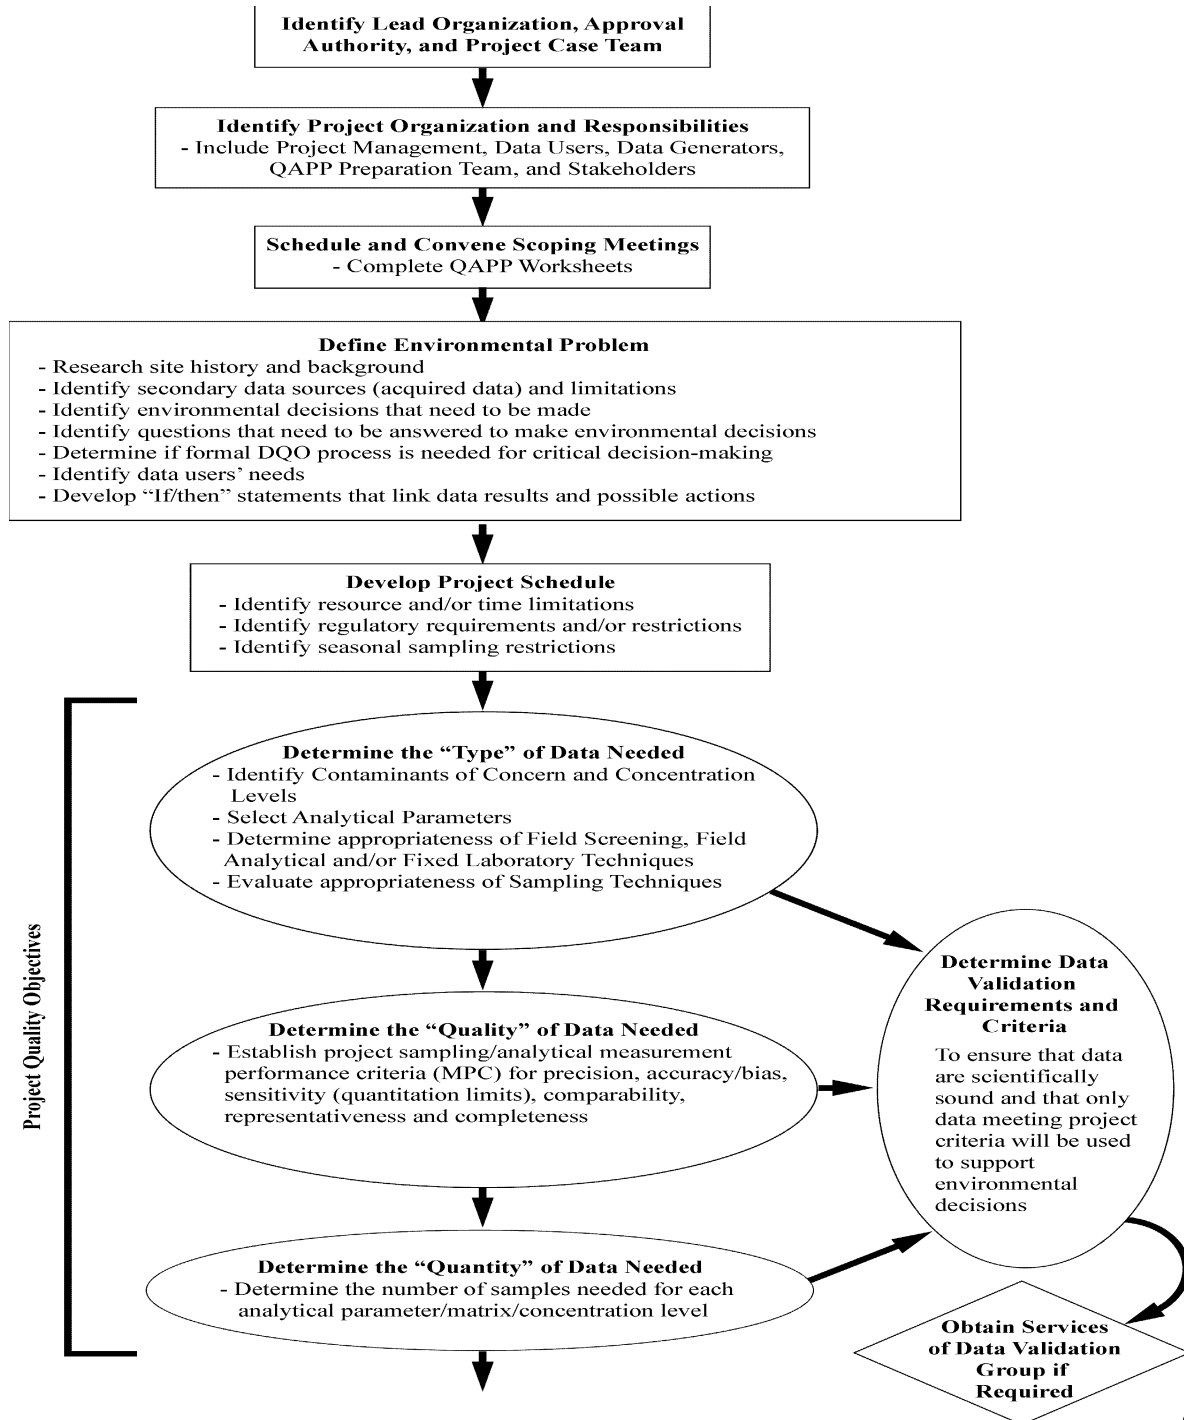 Identify Lead Organization, Approval
Authority, and Project Case Team
Identify Project Organization and Responsibilities
- Include Project Management, Data Users, Data Generators,
QAPP Preparation Team, and Stakeholders
Schedule and Convene Scoping Meetings
- Complete QAPP Worksheets
Define Environmental Problem
- Research site history and background
- Identify secondary data sources (acquired data) and limitations
- Identify environmental decisions that need to be made
- Identify questions that need to be answered to make environmental decisions
- Determine if formal DQO process is needed for critical decision-making
- Identify data users’ needs
- Develop “If/then” statements that link data results and possible actions
Develop Project Schedule
- Identify resource and/or time limitations
- Identify regulatory requirements and/or restrictions
- Identify seasonal sampling restrictions
Project Quality Objectives
Determine the “Type” of Data Needed
- Identify Contaminants of Concern and Concentration
Levels
- Select Analytical Parameters
- Determine appropriateness of Field Screening, Field
Analytical and/or Fixed Laboratory Techniques
- Evaluate appropriateness of Sampling Techniques
Determine the “Quality” of Data Needed
- Establish project sampling/analytical measurement
performance criteria (MPC) for precision, accuracy/bias,
sensitivity (quantitation limits), comparability,
representativeness and completeness
Determine the “Quantity” of Data Needed
- Determine the number of samples needed for each
analytical parameter/matrix/concentration level
Determine Data
Validation
Requirements and
Criteria
To ensure that data
are scientifically
sound and that only
data meeting project
criteria will be used
to support
environmental
decisions
Obtain Services
of Data Validation
Group if
Required